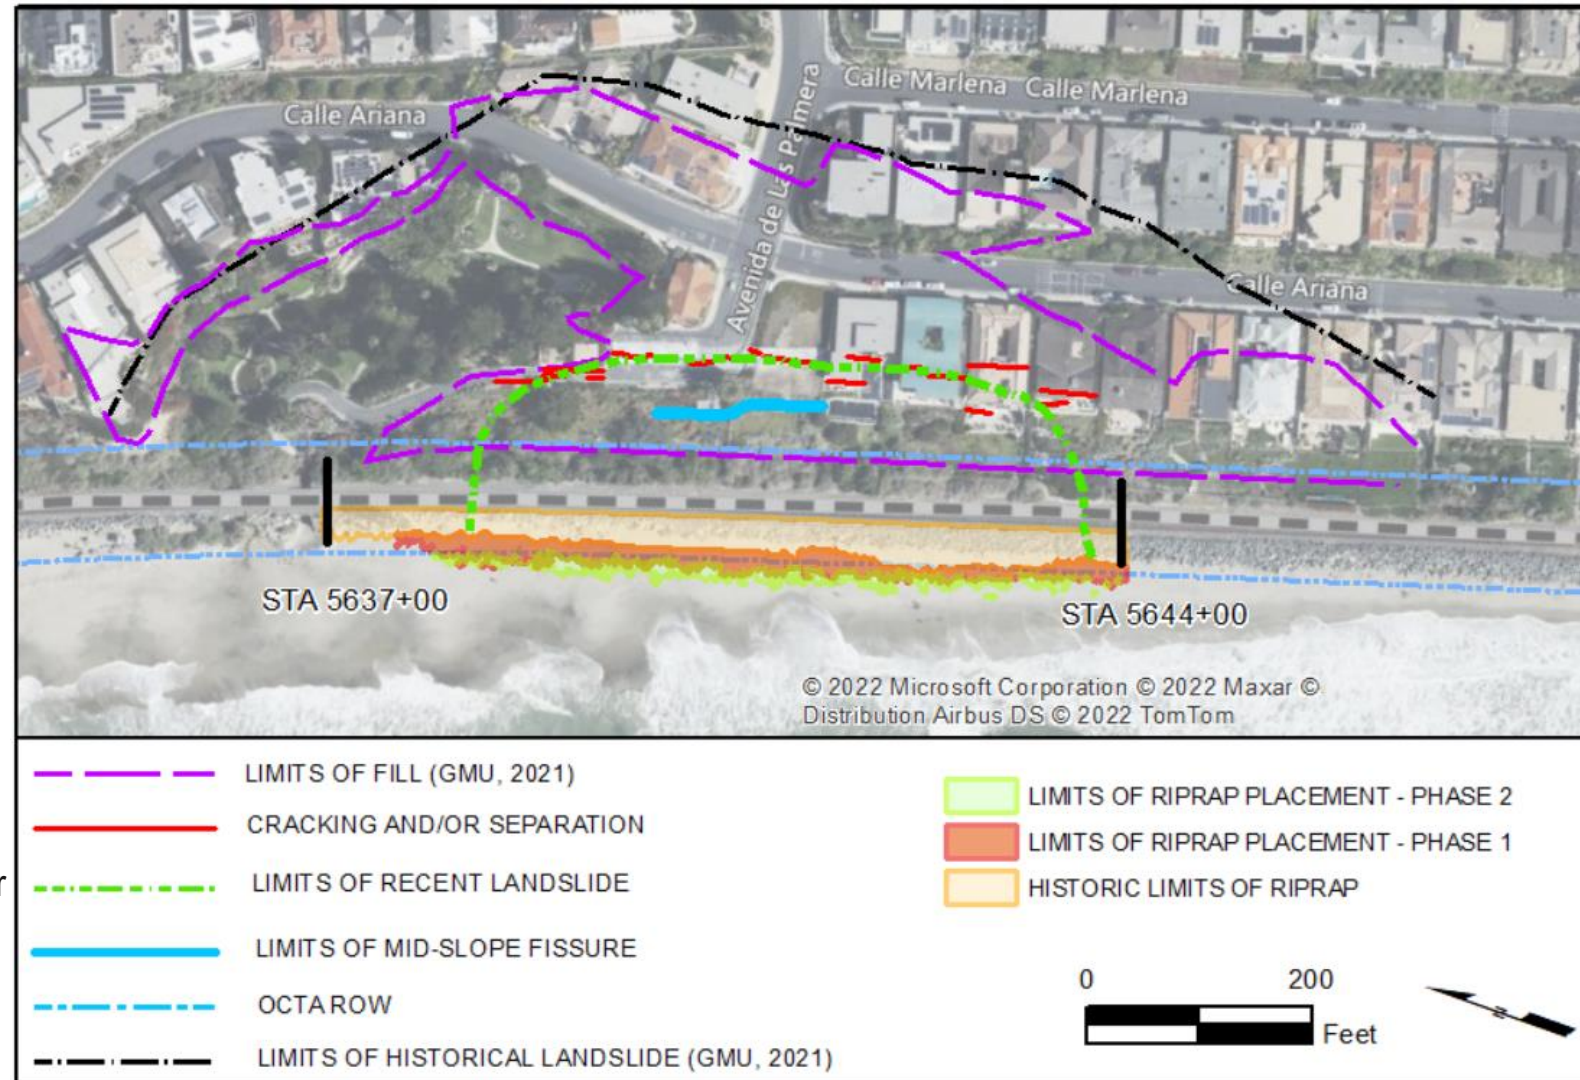 Calle Marlena Calle Marlena
Calle Ariana
Avenida de Las Palmera
Calle Ariana
STA 5637+00
STA 5644+00
© 2022 Microsoft Corporation © 2022 Maxar ©
Distribution Airbus DS © 2022 TomTom
LIMITS OF FILL (GMU, 2021)
CRACKING AND/OR SEPARATION
r
LIMITS OF RECENT LANDSLIDE
LIMITS OF MID-SLOPE FISSURE
OCTA ROW
LIMITS OF HISTORICAL LANDSLIDE (GMU, 2021)
LIMITS OF RIPRAP PLACEMENT - PHASE 2
LIMITS OF RIPRAP PLACEMENT - PHASE 1
HISTORIC LIMITS OF RIPRAP
0 200
Feet
N